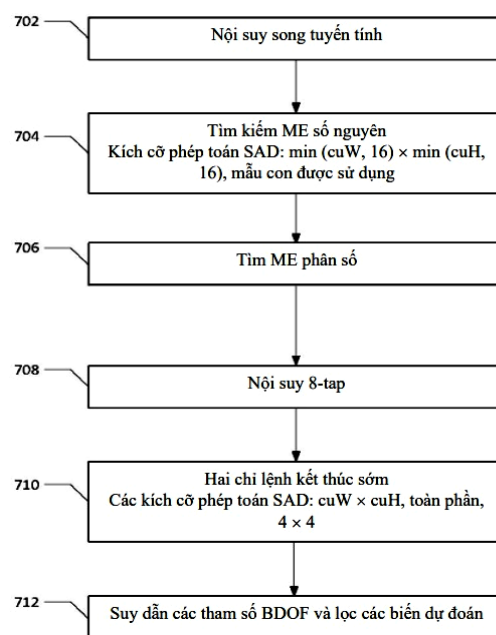 702
Nội suy song tuyến tính
704
Tìm kiếm ME số nguyên
Kích cỡ phép toán SAD: min (cuW, 16) × min (cuH,
16), mẫu con được sử dụng
706
Tìm ME phân số
708
Nội suy 8-tap
710
Hai chỉ lệnh kết thúc sớm
Các kích cỡ phép toán SAD: cuW × cuH, toàn phần,
4 × 4
712
Suy dẫn các tham số BDOF và lọc các biến dự đoán